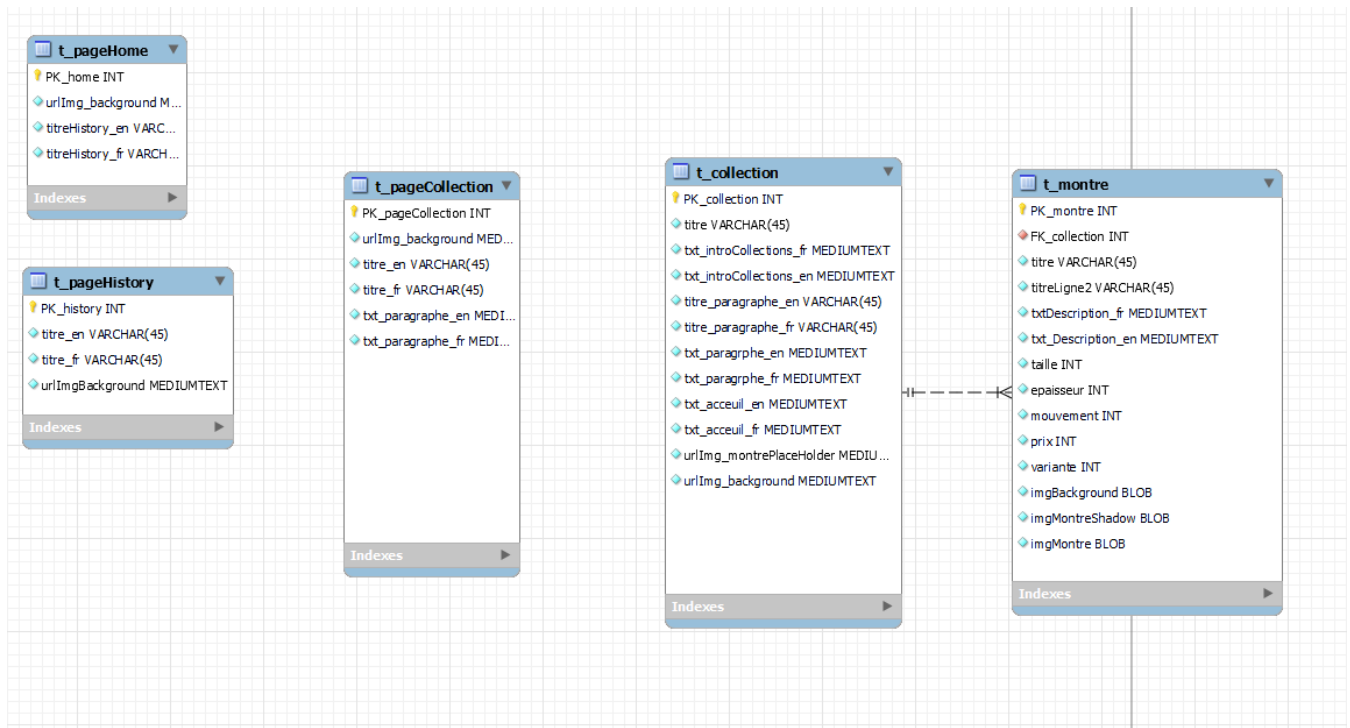 t_pageHome
PK_home INT
urlImg_background M...
titreHistory_en VARC...
titreHistory_fr VARCH...
Indexes
t_pageHistory
PK_history INT
titre_en VARCHAR(45)
titre_fr VARCHAR(45)
urlImgBackground MEDIUMTEXT
Indexes
t_pageCollection
PK_pageCollection INT
urlImg_background MED...
titre_en VARCHAR(45)
titre_fr VARCHAR(45)
txt_paragraphe_en MEDI...
txt_paragraphe_fr MEDI...
Indexes
t_collection
PK_collection INT
titre VARCHAR(45)
txt_introCollections_fr MEDIUMTEXT
txt_introCollections_en MEDIUMTEXT
titre_paragraphe_en VARCHAR(45)
titre_paragraphe_fr VARCHAR(45)
txt_paragrphe_en MEDIUMTEXT
txt_paragrphe_fr MEDIUMTEXT
txt_acceuil_en MEDIUMTEXT
txt_acceuil_fr MEDIUMTEXT
urlImg_montrePlaceHolder MEDIU...
urlImg_background MEDIUMTEXT
Indexes
t_montre
PK_montre INT
FK_collection INT
titre VARCHAR(45)
titreLigne2 VARCHAR(45)
txtDescription_fr MEDIUMTEXT
txt_Description_en MEDIUMTEXT
taille INT
epaisseur INT
mouvement INT
prix INT
variante INT
imgBackground BLOB
imgMontreShadow BLOB
imgMontre BLOB
Indexes